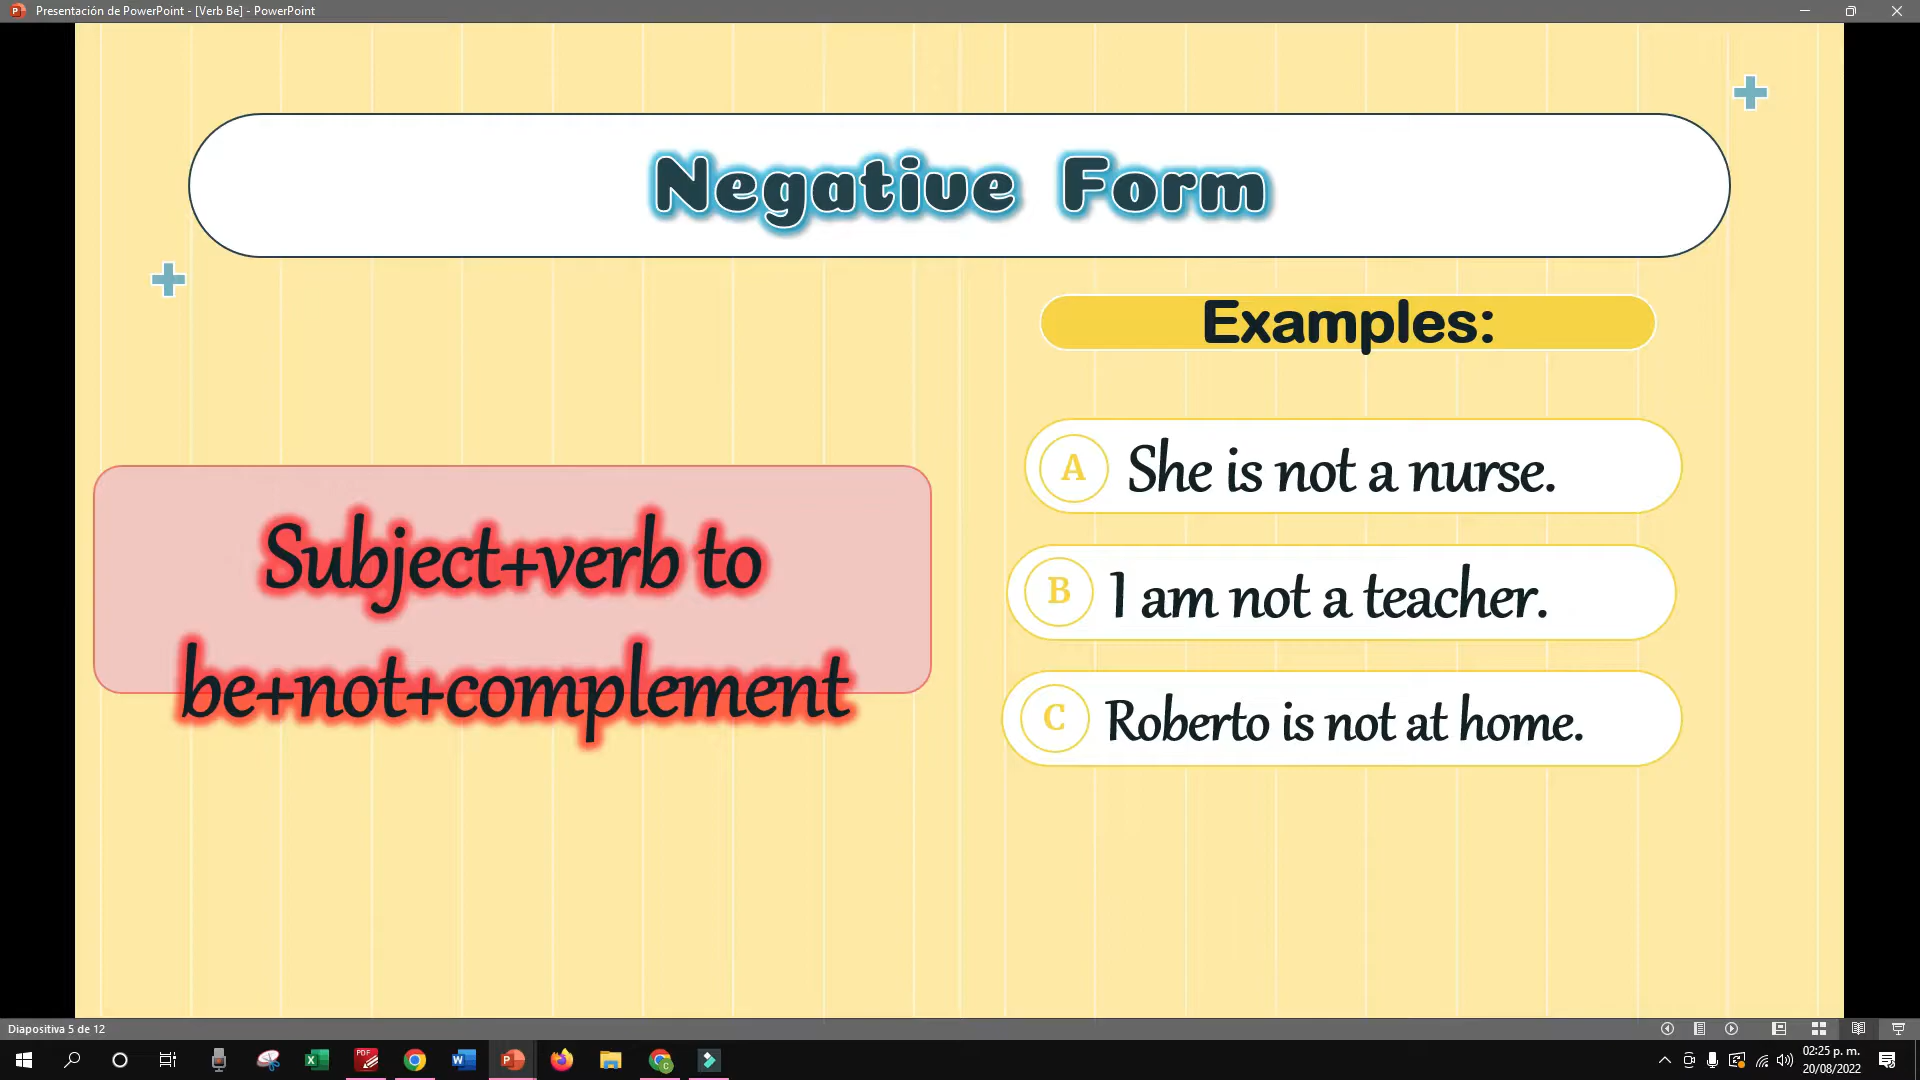 Presentación de PowerPoint - [Verb Be] - PowerPoint
Negative Form
Examples:
A She is not a nurse.
Subject+verb to
be+not+complement
B I am not a teacher.
C Roberto is not at home.
Diapositiva 5 de 12
02:25 p. m.
20/08/2022